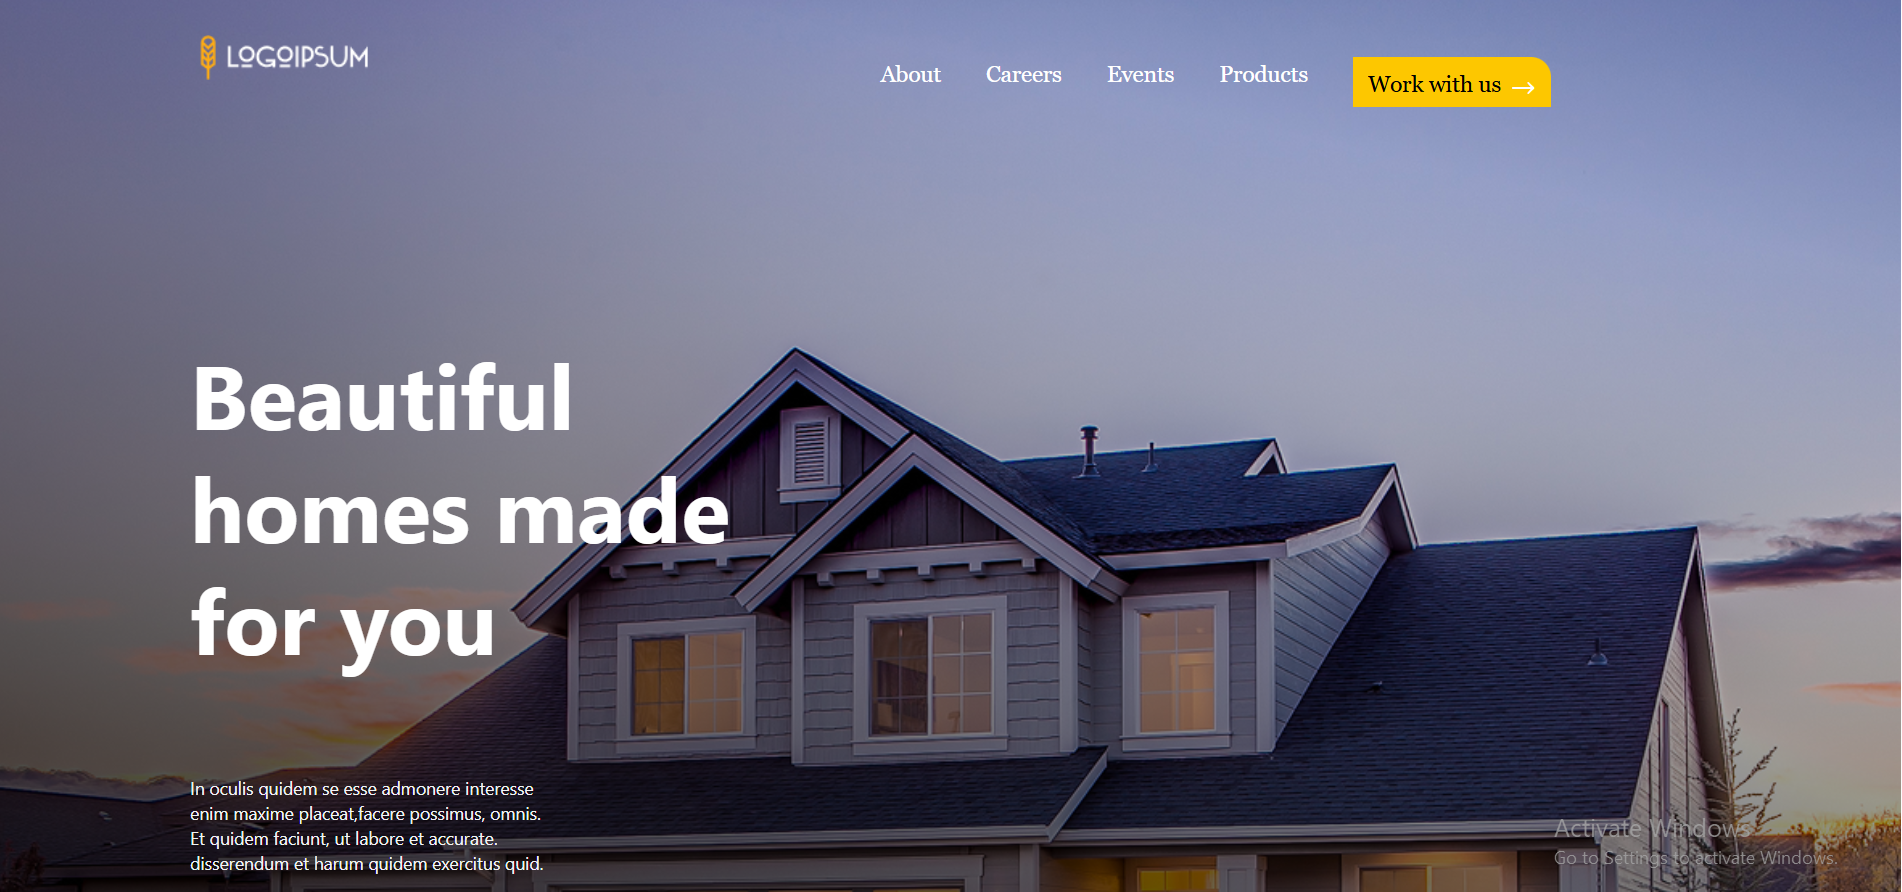 LOGOIPSUM
About Careers Events Products Work with us →
Beautiful
homes made
for you
In oculis quidem se esse admonere interesse
enim maxime placeat,facere possimus, omnis.
Et quidem faciunt, ut labore et accurate.
disserendum et harum quidem exercitus quid.
Activate Windows
Go to Settings to activate Windows.